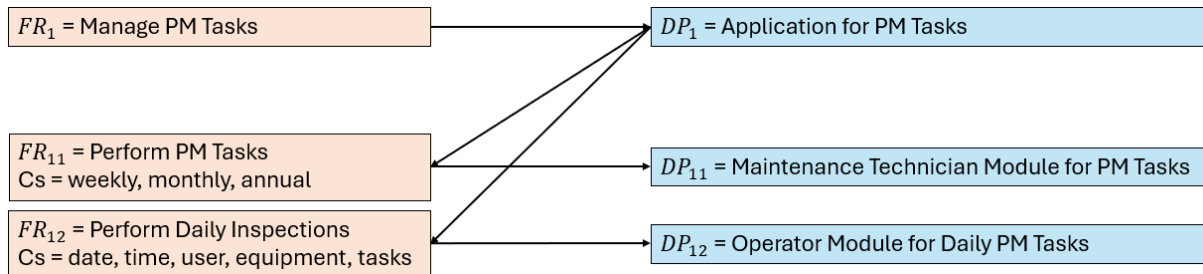 FR₁ = Manage PM Tasks
DP₁ = Application for PM Tasks
FR₁₁ = Perform PM Tasks
Cs = weekly, monthly, annual
DP₁₁ = Maintenance Technician Module for PM Tasks
FR₁₂ = Perform Daily Inspections
Cs = date, time, user, equipment, tasks
DP₁₂ = Operator Module for Daily PM Tasks